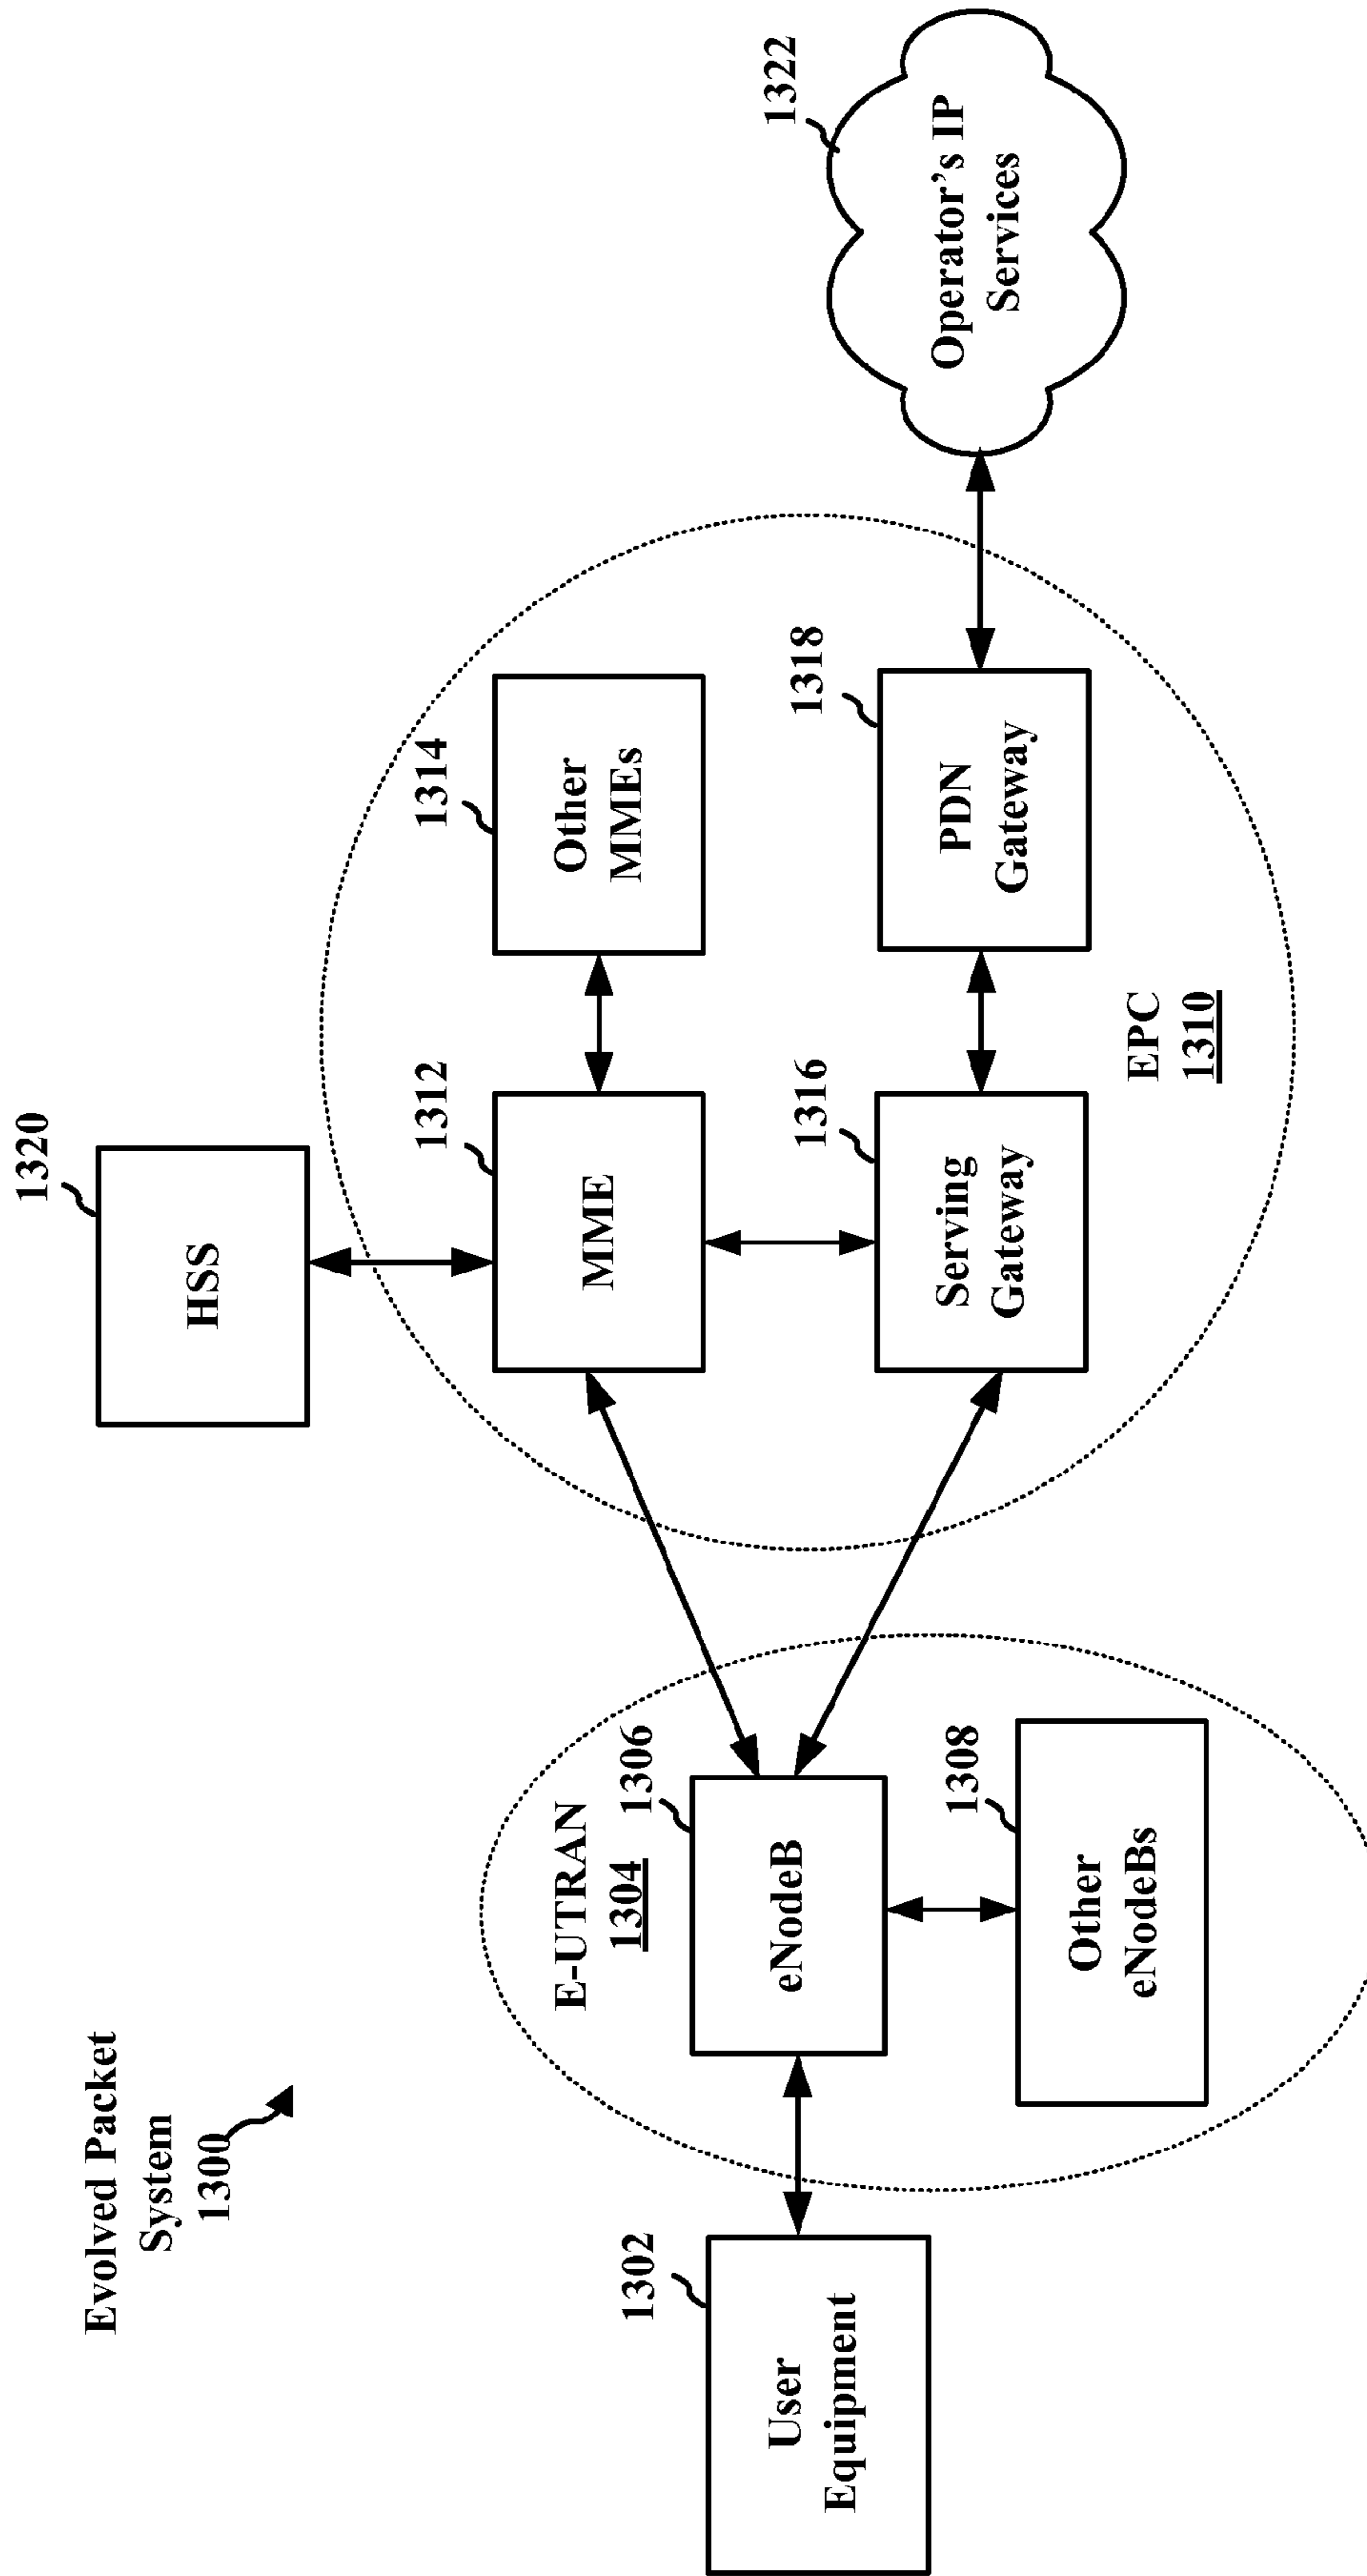 Evolved Packet
System
1300
HSS
1320
User
Equipment
1302
E-UTRAN
1304
eNodeB
1306
Other
eNodeBs
1308
MME
1312
Other
MMEs
1314
Serving
Gateway
1316
PDN
Gateway
1318
EPC
1310
Operator's IP
Services
1322